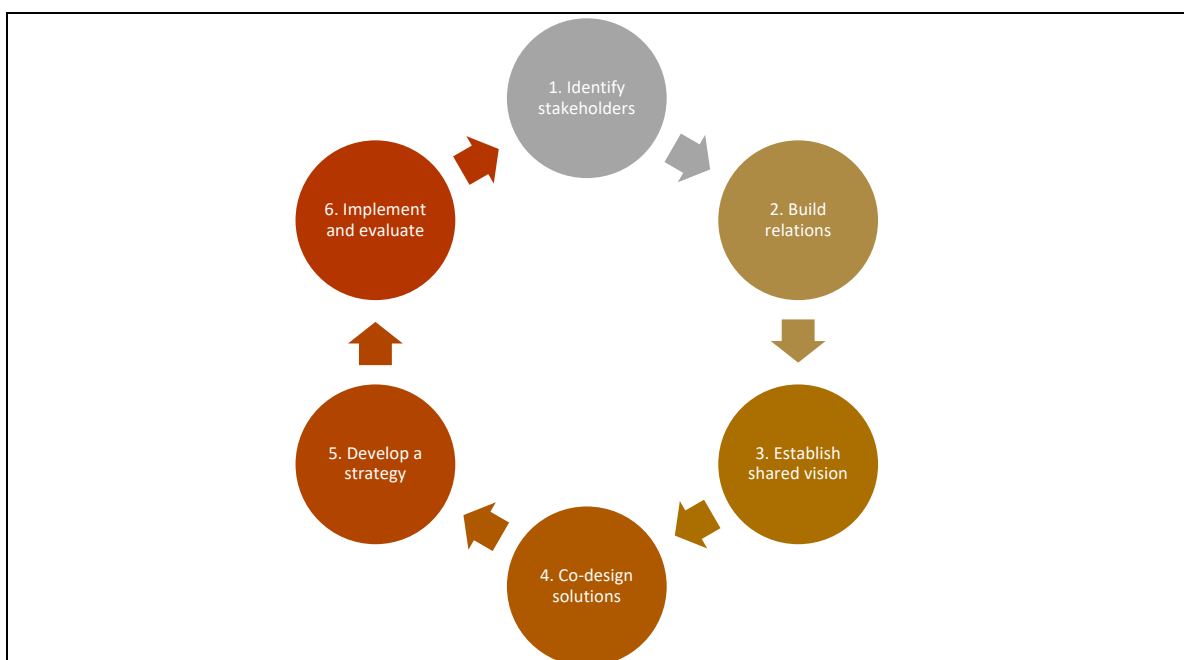 1. Identify
stakeholders
2. Build
relations
3. Establish
shared vision
4. Co-design
solutions
5. Develop a
strategy
6. Implement
and evaluate